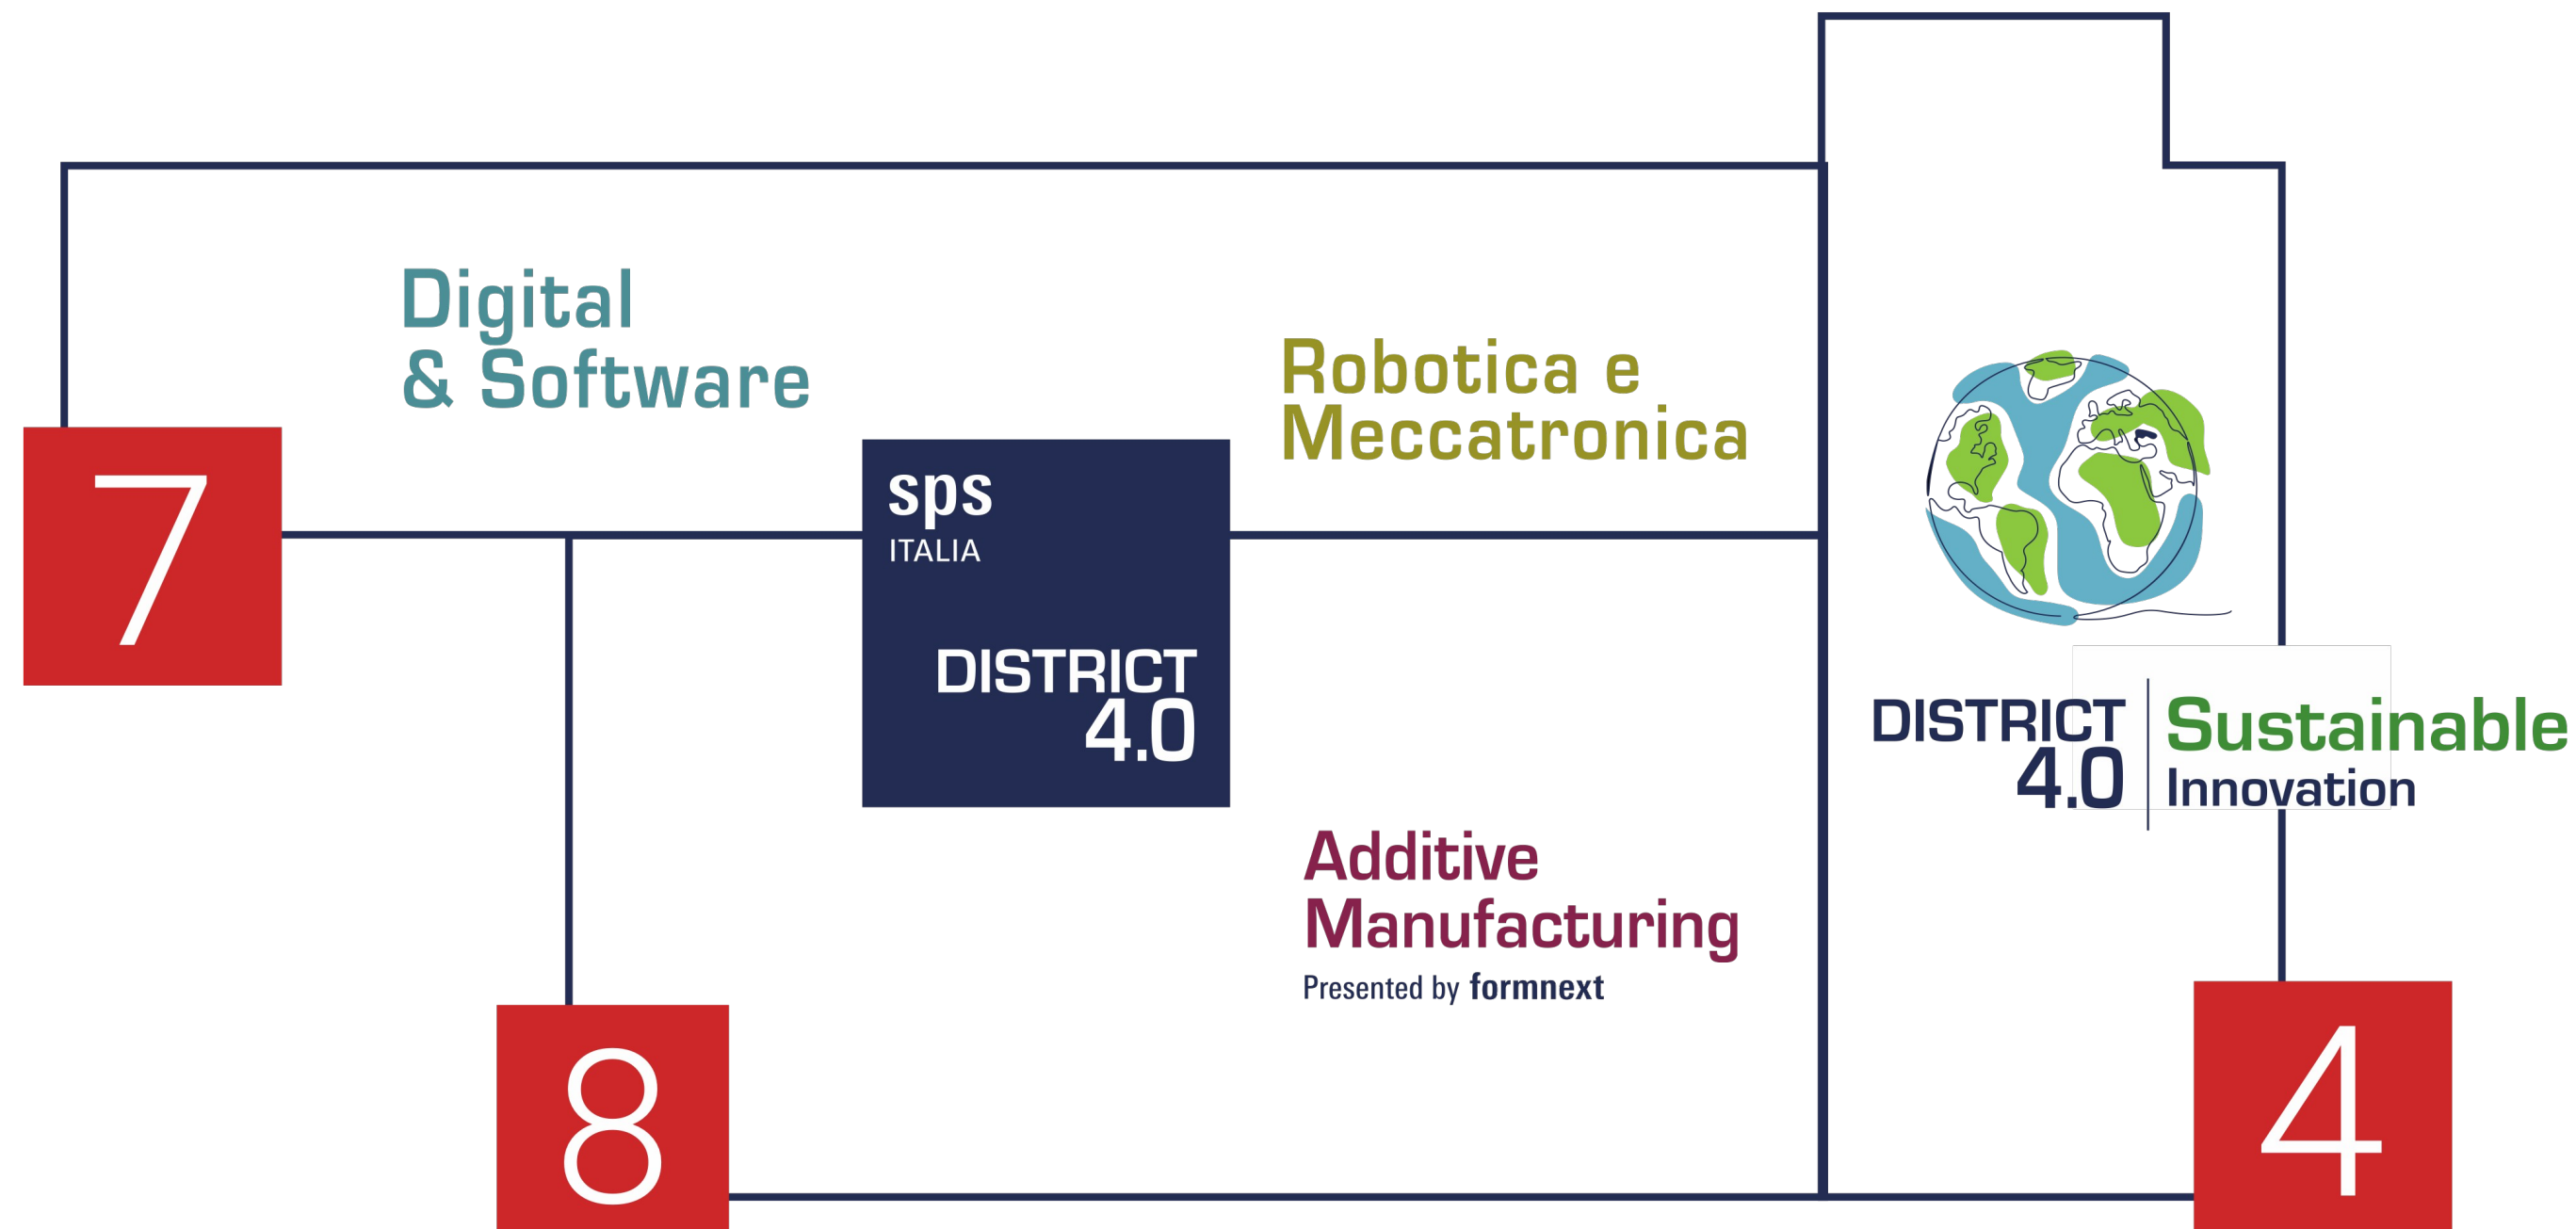 Digital
& Software
Robotica e
Meccatronica
7
sps
ITALIA
DISTRICT
4.0
DISTRICT
4.0
Sustainable
Innovation
Additive
Manufacturing
Presented by formnext
8
4